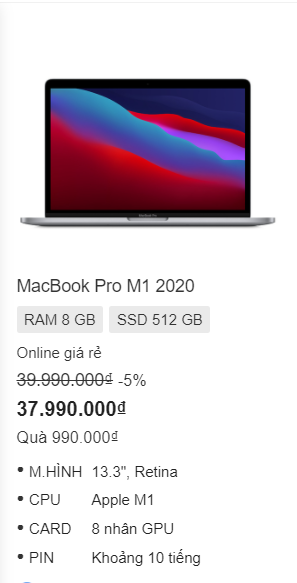 MacBook Pro M1 2020
RAM 8 GB SSD 512 GB
Online giá rẻ
39.990.000₫ -5%
37.990.000₫
Quà 990.000₫
• M.HÌNH 13.3", Retina
• CPU Apple M1
• CARD 8 nhân GPU
• PIN Khoảng 10 tiếng